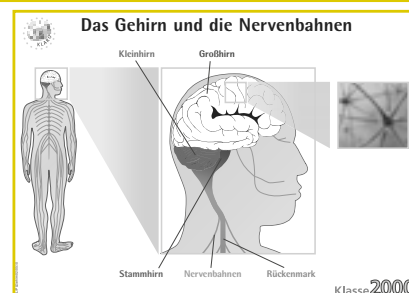 Das Gehirn und die Nervenbahnen
Kleinhirn
Großhirn
Stammhirn
Nervenbahnen
Rückenmark
Klasse2000